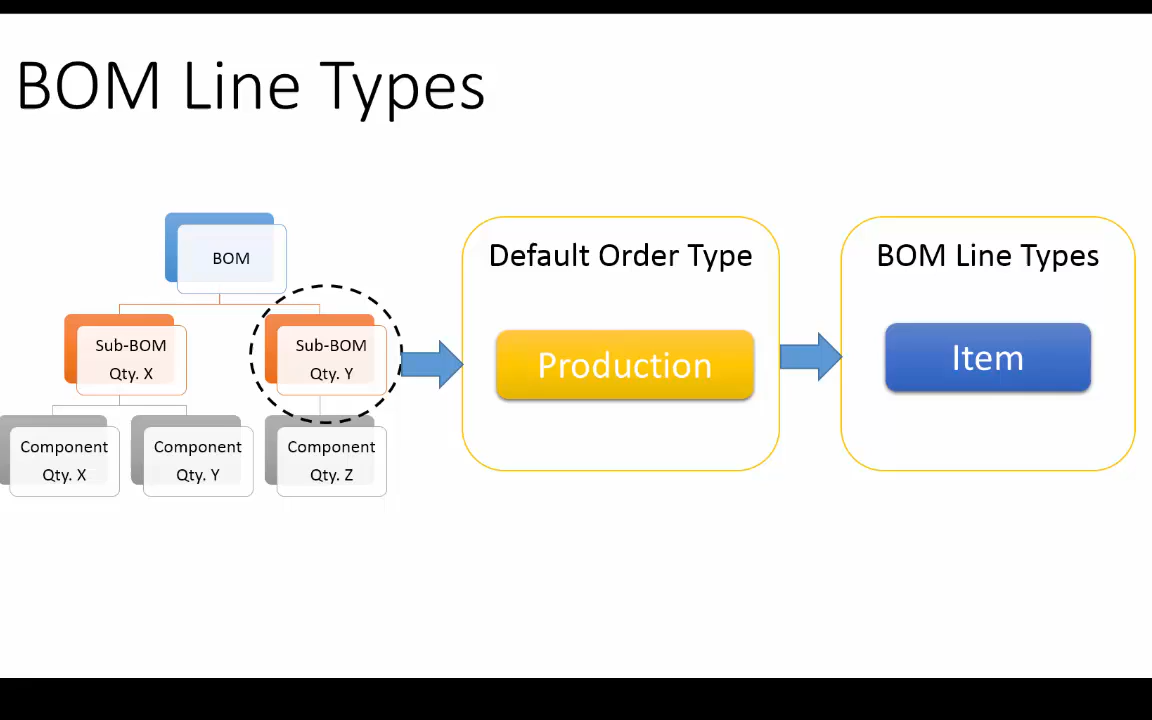 BOM Line Types
BOM
Sub-BOM
Qty. X
Sub-BOM
Qty. Y
Component
Qty. X
Component
Qty. Y
Component
Qty. Z
Default Order Type
Production
BOM Line Types
Item